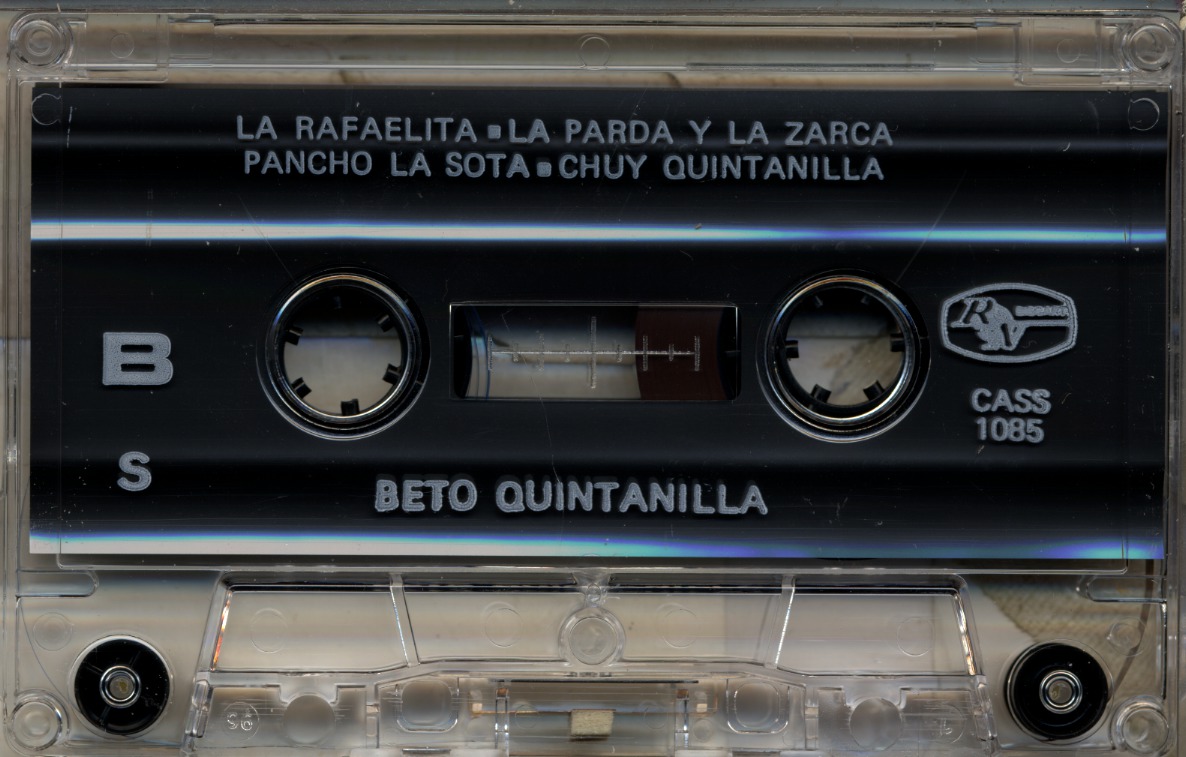 LA RAFAELITA ▪ LA PARDA Y LA ZARCA
PANCHO LA SOTA ▪ CHUY QUINTANILLA
B
S
R
CASS
1085
BETO QUINTANILLA